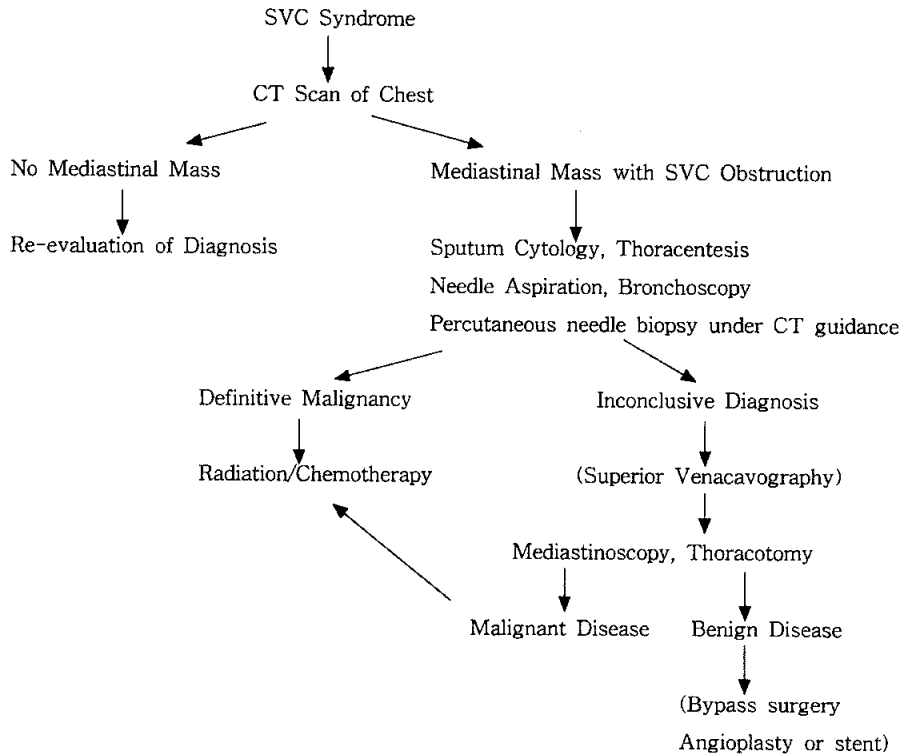 SVC Syndrome
CT Scan of Chest
No Mediastinal Mass
Mediastinal Mass with SVC Obstruction
Re-evaluation of Diagnosis
Sputum Cytology, Thoracentesis
Needle Aspiration, Bronchoscopy
Percutaneous needle biopsy under CT guidance
Definitive Malignancy
Inconclusive Diagnosis
Radiation/Chemotherapy
(Superior Venacavography)
Mediastinoscopy, Thoracotomy
Malignant Disease
Benign Disease
(Bypass surgery
Angioplasty or stent)